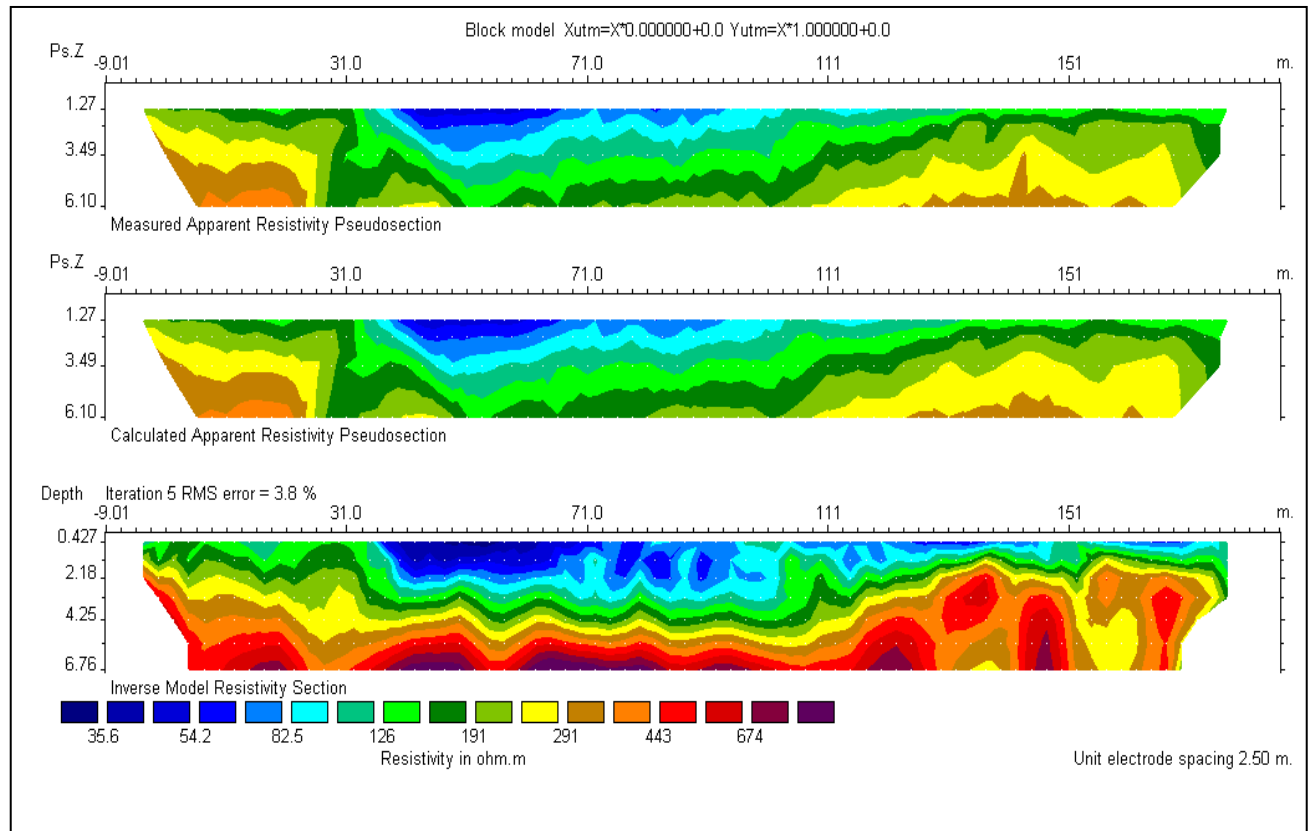 Block model Xutm=X*0.000000+0.0 Yutm=X*1.000000+0.0
Ps.Z -9.01 31.0 71.0 111 151 m.
1.27
3.49
6.10
Measured Apparent Resistivity Pseudosection
Ps.Z -9.01 31.0 71.0 111 151 m.
1.27
3.49
6.10
Calculated Apparent Resistivity Pseudosection
Depth Iteration 5 RMS error = 3.8 %
-9.01 31.0 71.0 111 151 m.
0.427
2.18
4.25
6.76
Inverse Model Resistivity Section
35.6 54.2 82.5 126 191 291 443 674
Resistivity in ohm.m Unit electrode spacing 2.50 m.